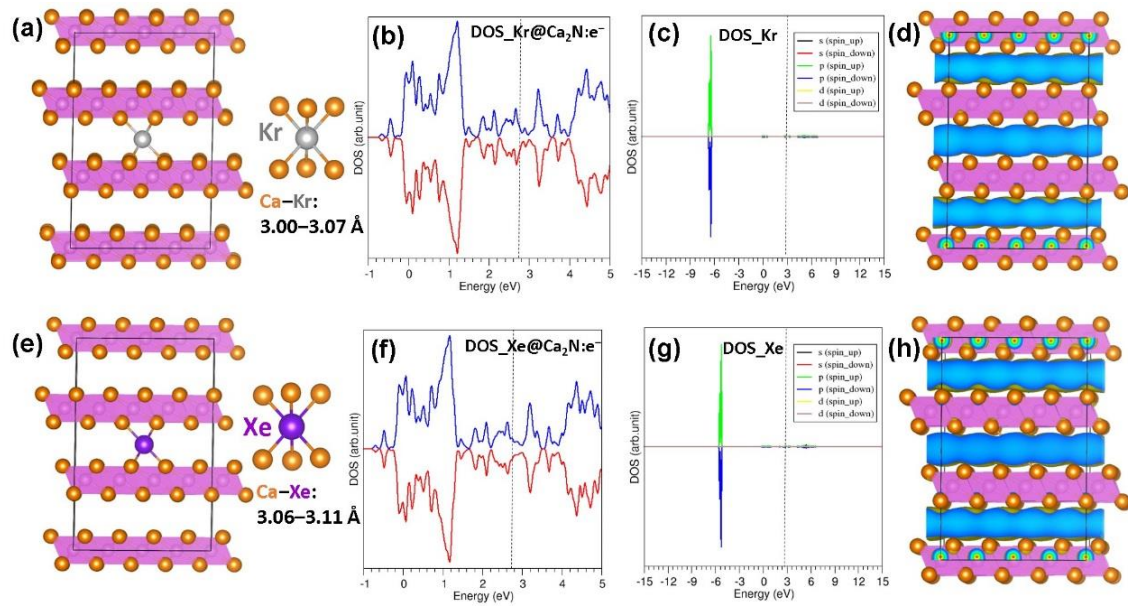 (a)
Kr
Ca–Kr:
3.00–3.07 Å
(b)
DOS_Kr@Ca₂N:e⁻
DOS (arb.unit)
-1 0 1 2 3 4 5
Energy (eV)
(c)
DOS_Kr
s (spin_up)
s (spin_down)
p (spin_up)
p (spin_down)
d (spin_up)
d (spin_down)
DOS (arb.unit)
-15 -12 -9 -6 -3 0 3 6 9 12 15
Energy (eV)
(d)
(e)
Xe
Ca–Xe:
3.06–3.11 Å
(f)
DOS_Xe@Ca₂N:e⁻
DOS (arb.unit)
-1 0 1 2 3 4 5
Energy (eV)
(g)
DOS_Xe
s (spin_up)
s (spin_down)
p (spin_up)
p (spin_down)
d (spin_up)
d (spin_down)
DOS (arb.unit)
-15 -12 -9 -6 -3 0 3 6 9 12 15
Energy (eV)
(h)